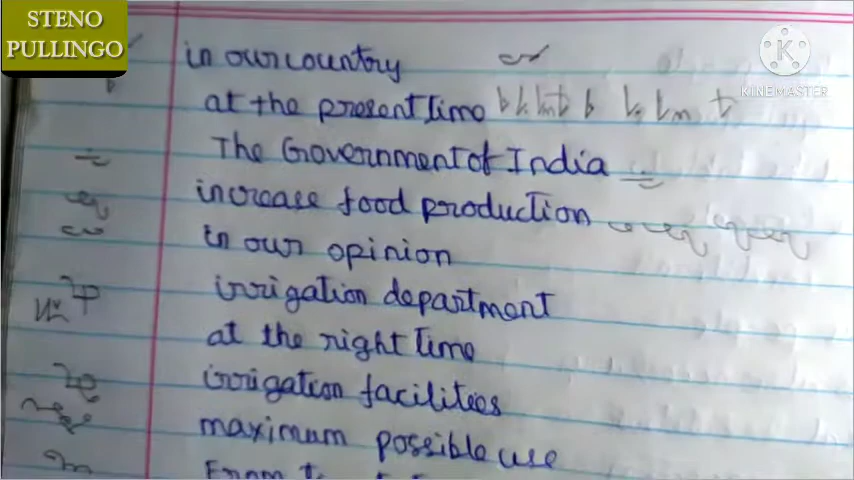 STENO
PULLINGO
KINEMASTER
in our country
at the present time
The Government of India
increase food production
in our opinion
irrigation department
at the right time
irrigation facilities
maximum possible use
From